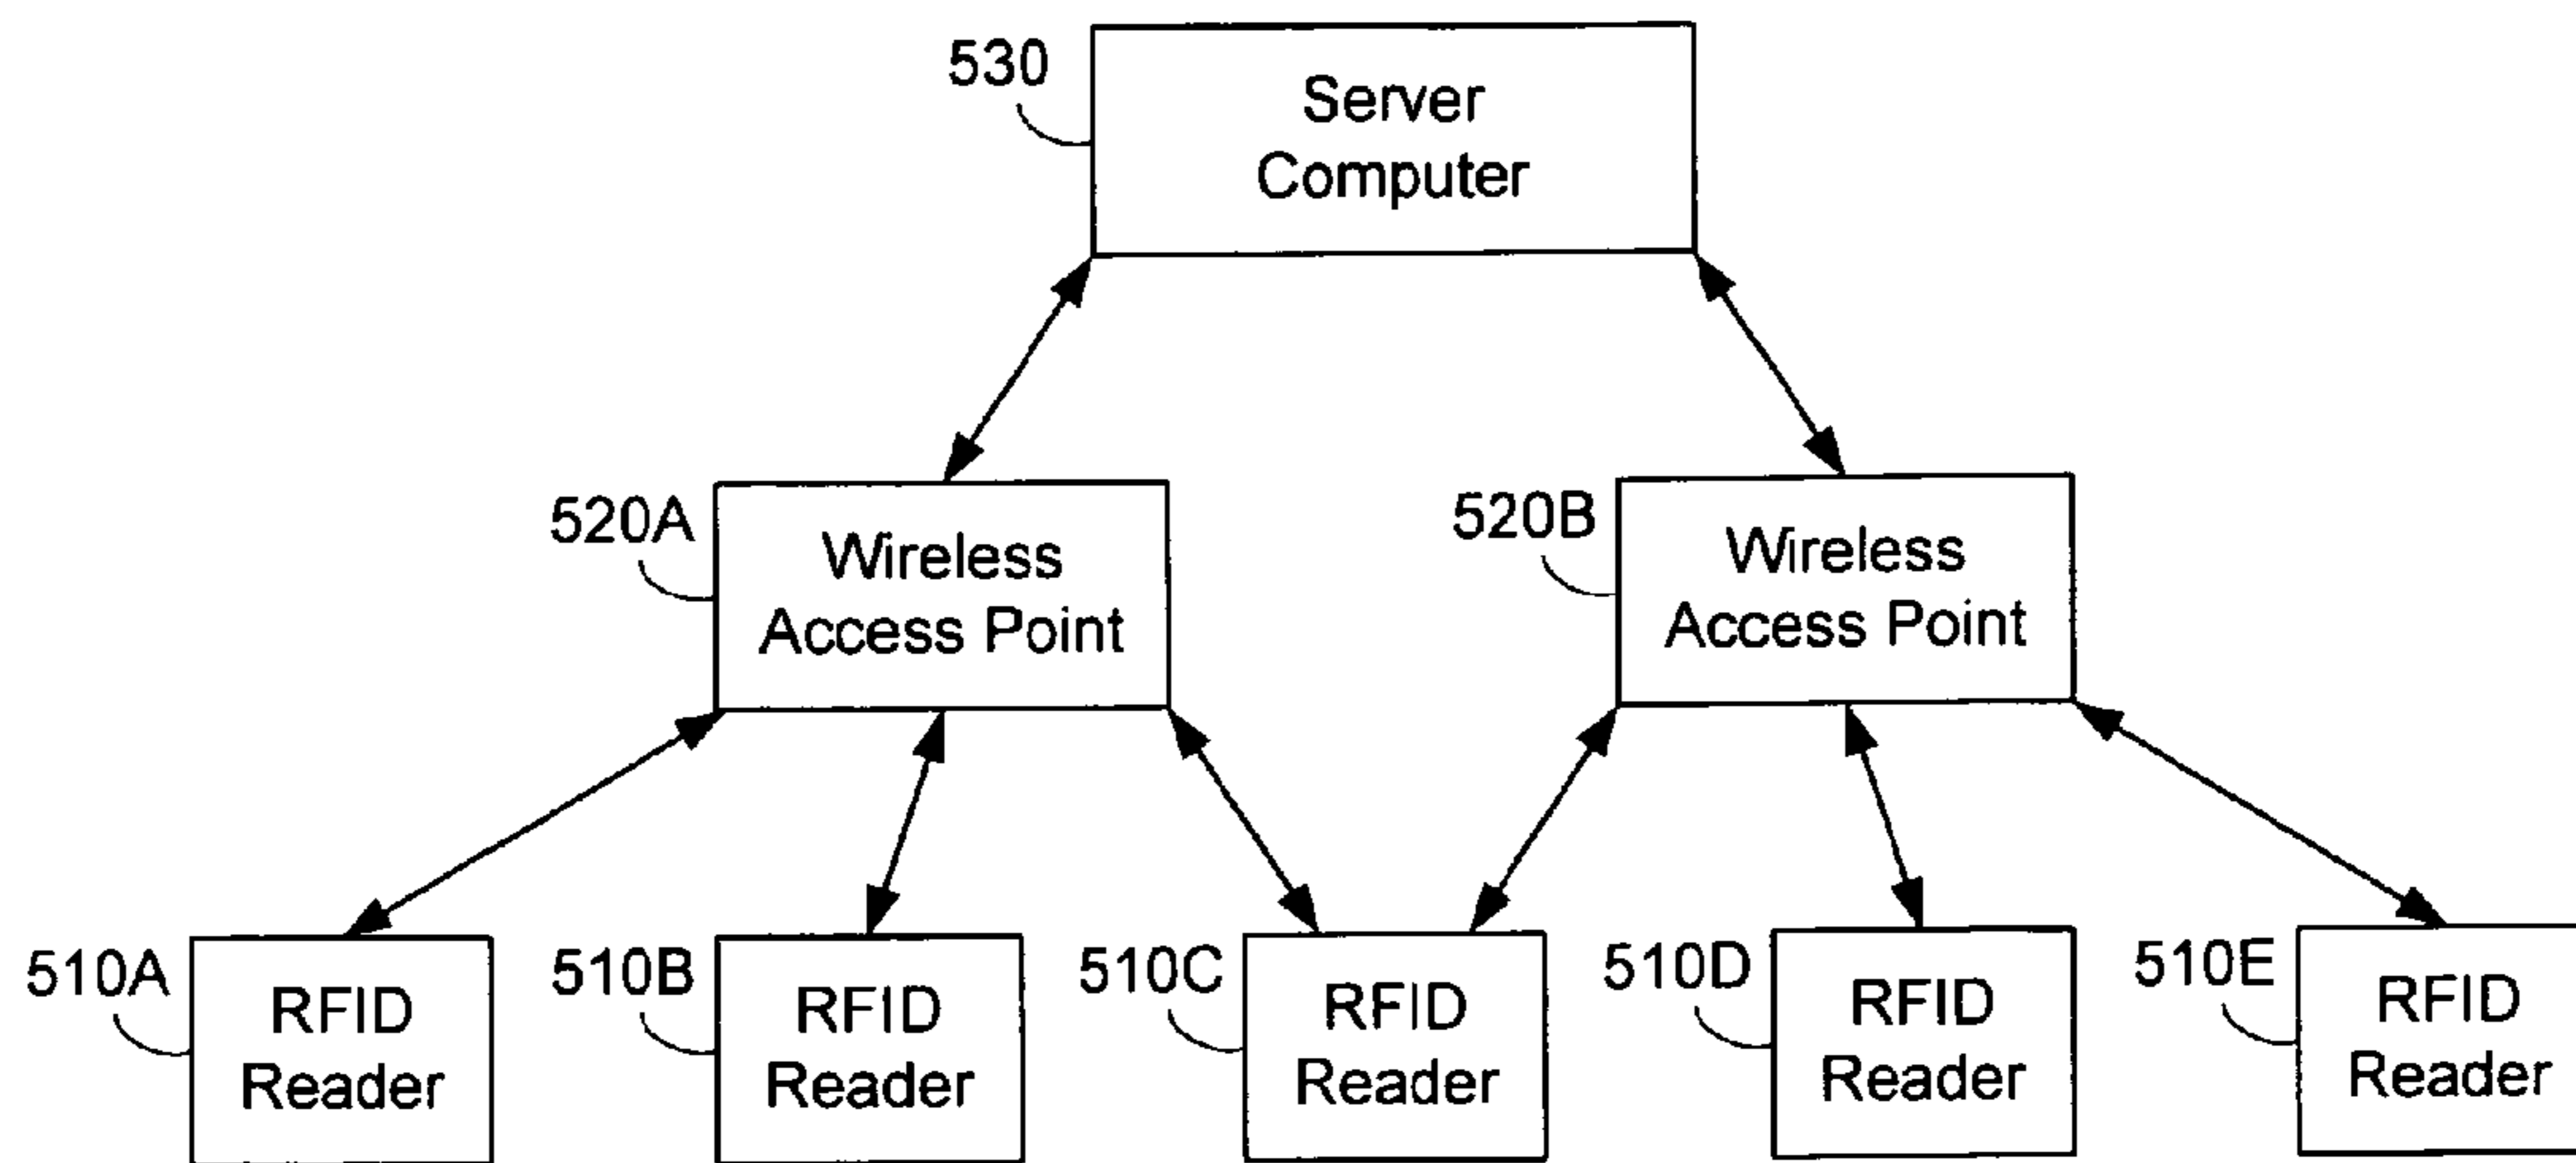 530
Server
Computer
520A
Wireless
Access Point
520B
Wireless
Access Point
510A
RFID
Reader
510B
RFID
Reader
510C
RFID
Reader
510D
RFID
Reader
510E
RFID
Reader